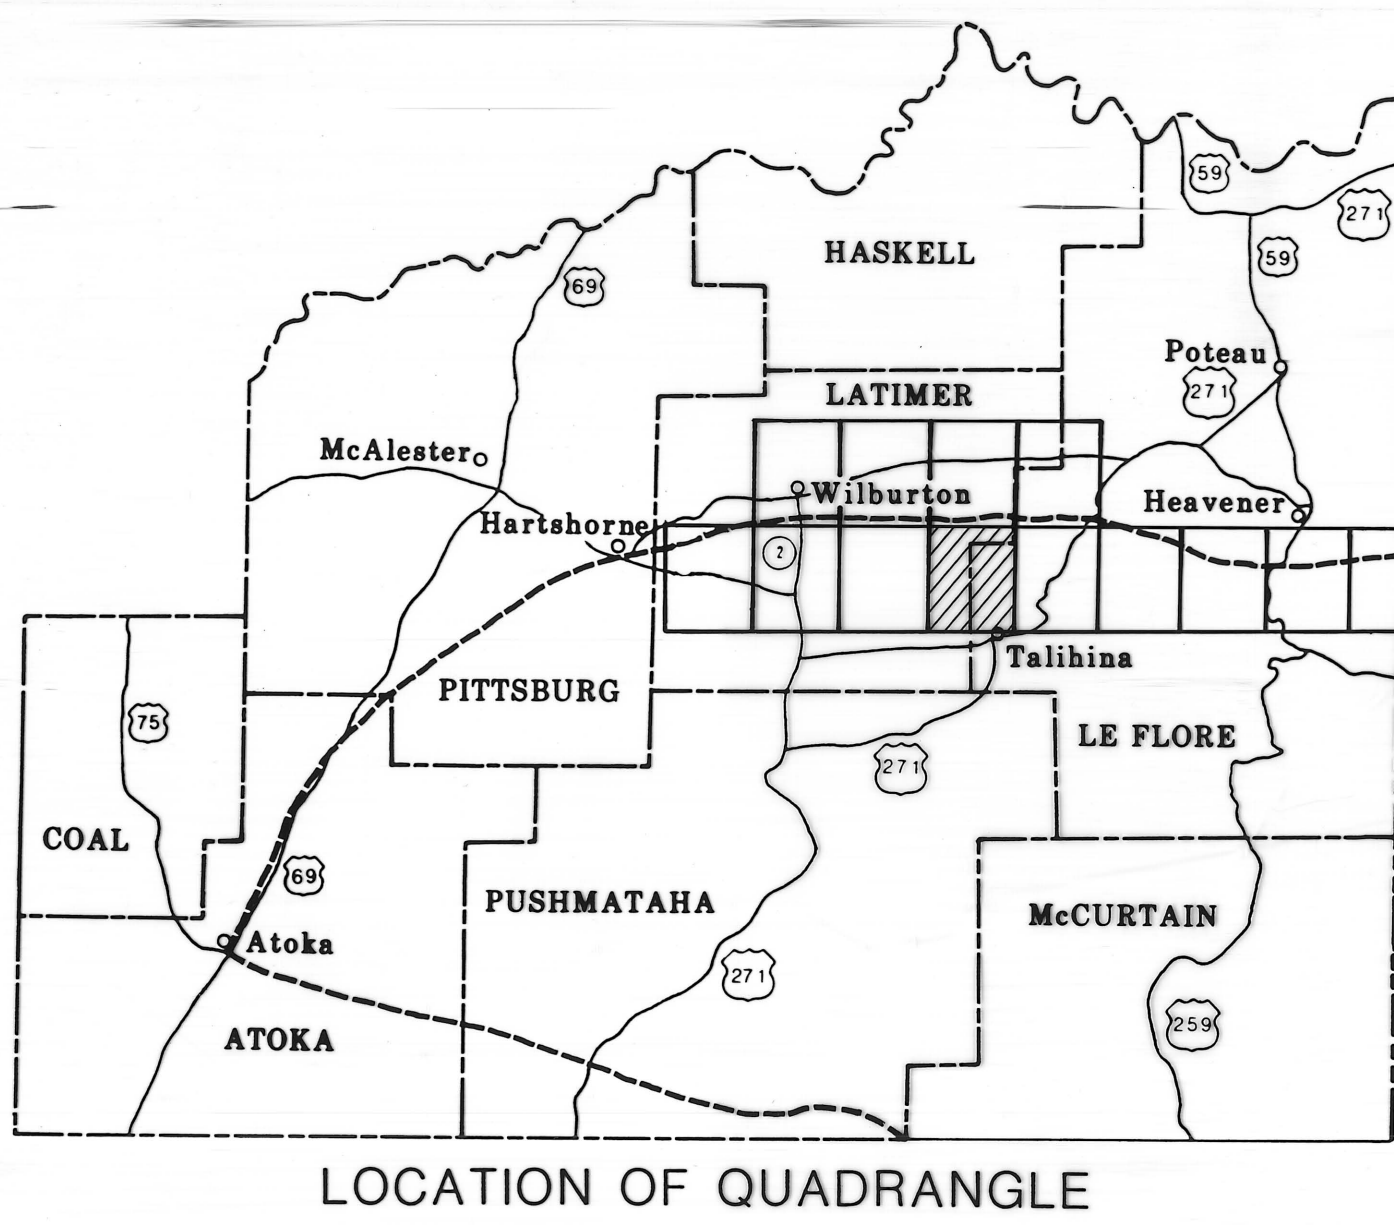 59
271
HASKELL
59
69
Poteau
271
LATIMER
McAlester
Wilburton
Heavener
Hartshorne
2
Talihina
PITTSBURG
75
LE FLORE
271
COAL
69
PUSHMATAHA
McCURTAIN
Atoka
271
259
ATOKA
LOCATION OF QUADRANGLE